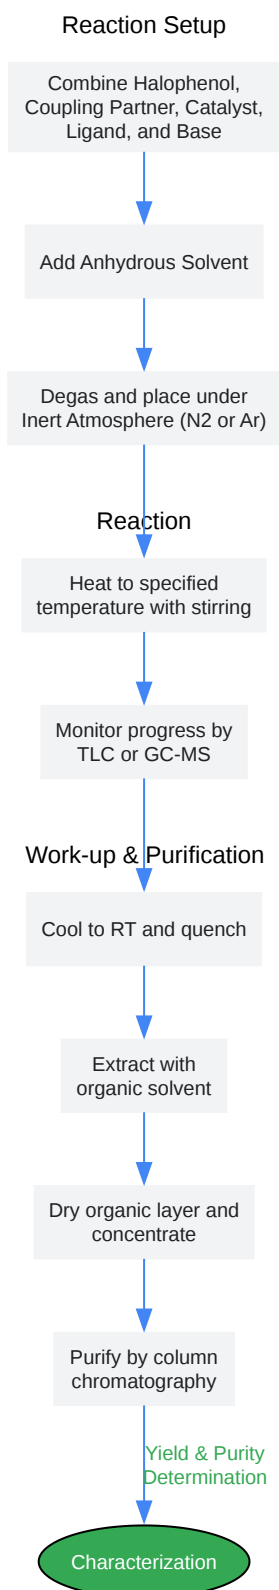 Reaction Setup
Combine Halophenol,
Coupling Partner, Catalyst,
Ligand, and Base
Add Anhydrous Solvent
Degas and place under
Inert Atmosphere (N2 or Ar)
Reaction
Heat to specified
temperature with stirring
Monitor progress by
TLC or GC-MS
Work-up & Purification
Cool to RT and quench
Extract with
organic solvent
Dry organic layer and
concentrate
Purify by column
chromatography
Yield & Purity
Determination
Characterization